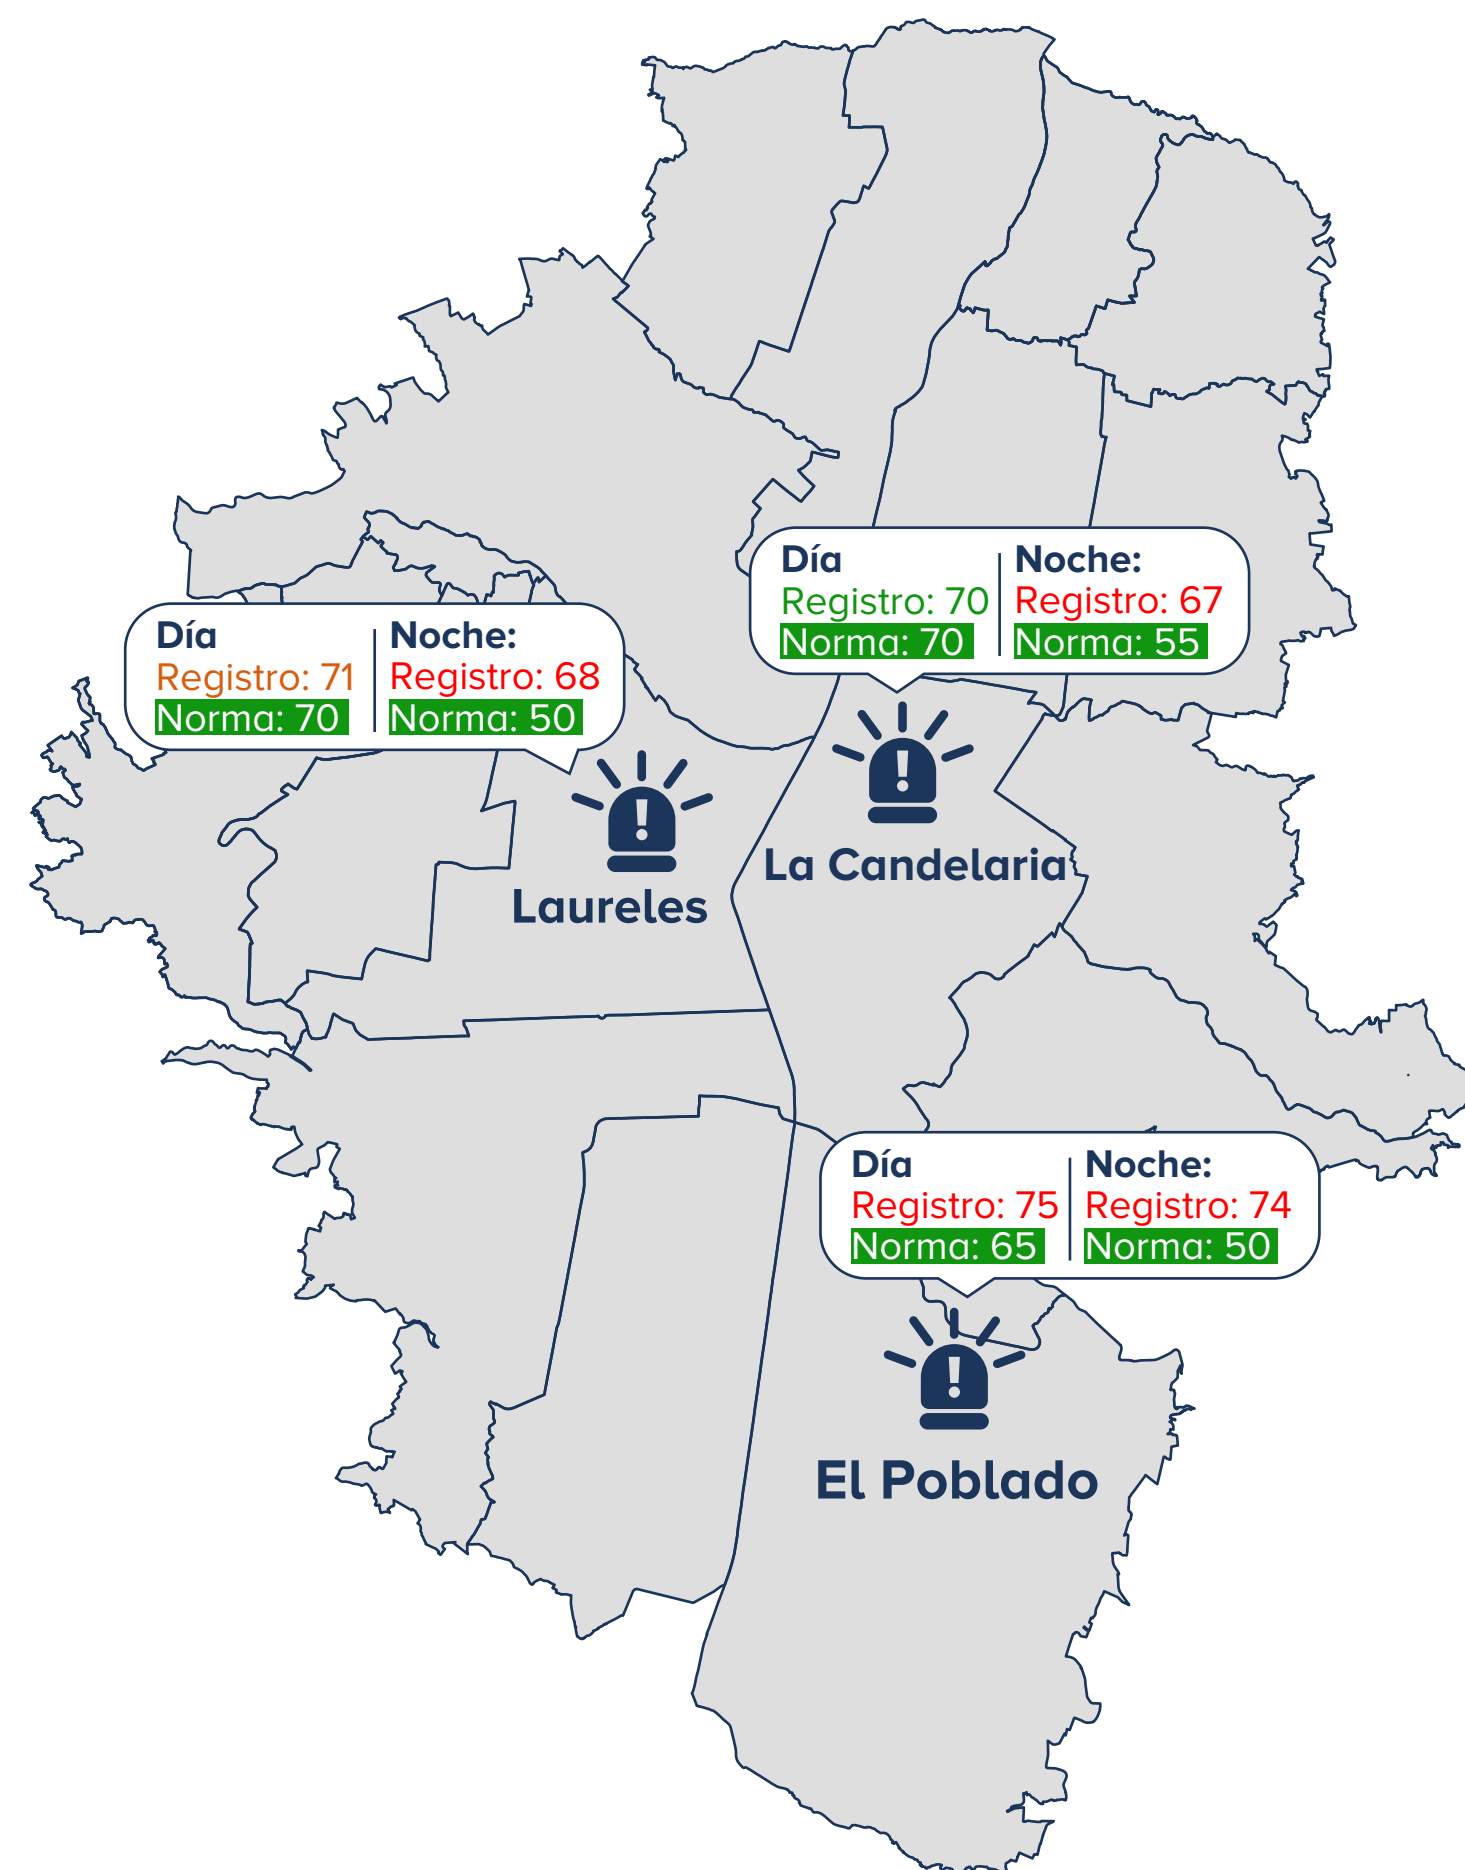 Día
Registro: 70
Norma: 70
Noche:
Registro: 67
Norma: 55
La Candelaria
Día
Registro: 71
Norma: 70
Noche:
Registro: 68
Norma: 50
Laureles
Día
Registro: 75
Norma: 65
Noche:
Registro: 74
Norma: 50
El Poblado